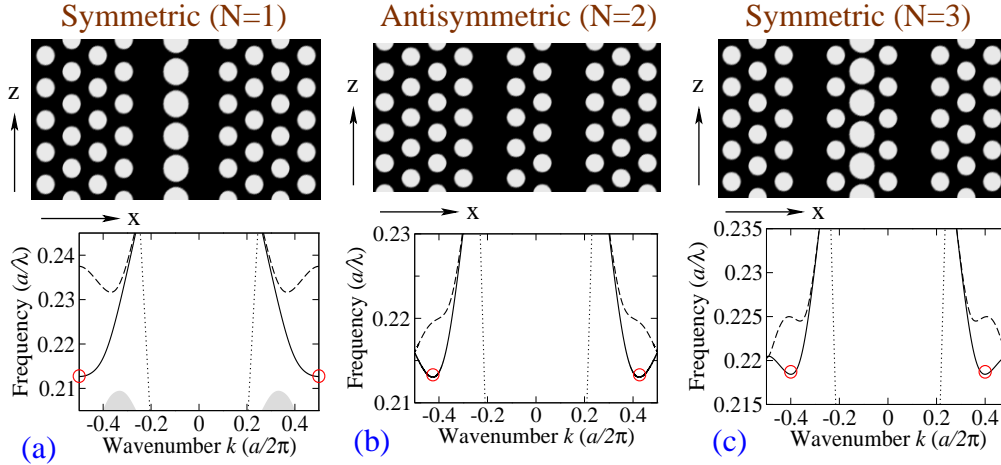 Symmetric (N=1)
Antisymmetric (N=2)
Symmetric (N=3)
z
x
z
x
z
x
Frequency (a/λ)
0.24
0.23
0.22
0.21
-0.4 -0.2 0 0.2 0.4
Wavenumber k (a/2π)
(a)
Frequency (a/λ)
0.23
0.22
0.21
-0.4 -0.2 0 0.2 0.4
Wavenumber k (a/2π)
(b)
Frequency (a/λ)
0.235
0.23
0.225
0.22
0.215
-0.4 -0.2 0 0.2 0.4
Wavenumber k (a/2π)
(c)